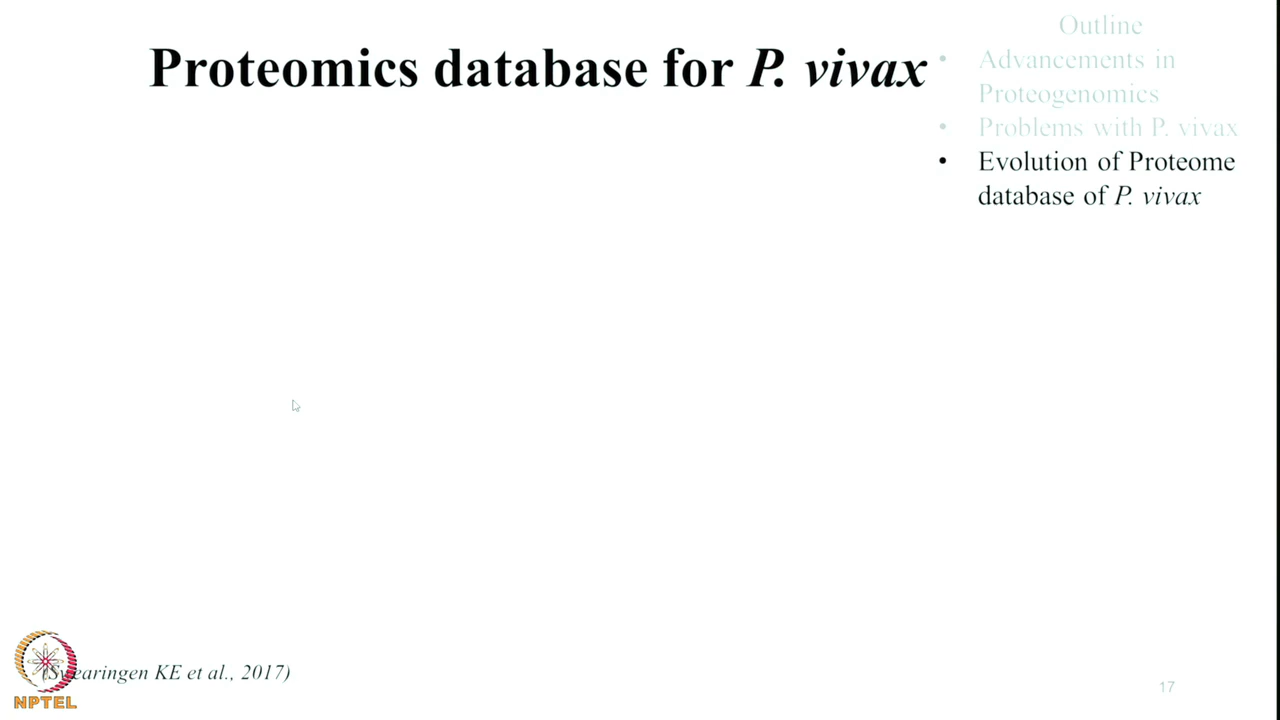 Proteomics database for P. vivax
Outline
• Advancements in
Proteogenomics
• Problems with P. vivax
• Evolution of Proteome
database of P. vivax
(Swearingen KE et al., 2017)
NPTEL
17